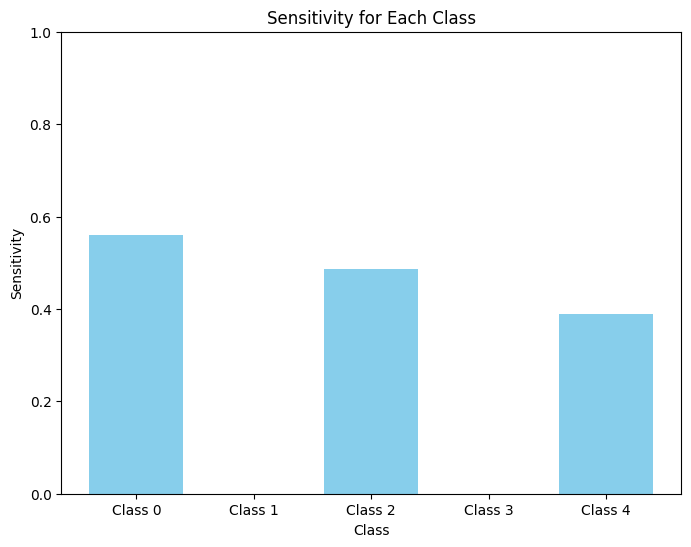 Sensitivity for Each Class
1.0
0.8
0.6
0.4
0.2
0.0
Sensitivity
Class 0
Class 1
Class 2
Class 3
Class 4
Class